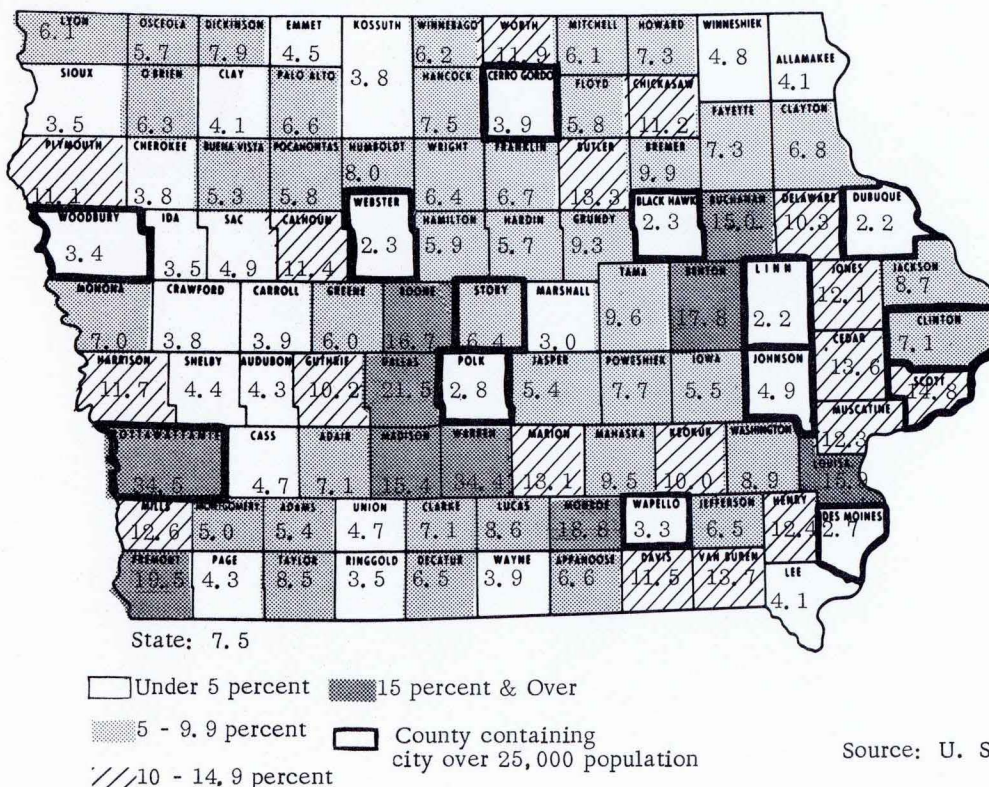 LYON OSCEOLA DICKINSON EMMET KOSSUTH WINNEBAGO WORTH MITCHELL HOWARD WINNESHIEK ALLAMAKEE
6.1 5.7 7.9 4.5 3.8 6.2 11.9 6.1 7.3 4.8 4.1
SIOUX O'BRIEN CLAY PALO ALTO HANCOCK CERRO GORDO FLOYD CHICKASAW FAYETTE CLAYTON
3.5 6.3 4.1 6.6 7.5 3.9 5.8 11.2 7.3 6.8
PLYMOUTH CHEROKEE BUENA VISTA POCAHONTAS HUMBOLDT WRIGHT FRANKLIN BUTLER BREMER
11.1 3.8 5.3 5.8 8.0 6.4 6.7 13.3 9.9
WOODBURY IDA SAC CALHOUN WEBSTER HAMILTON HARDIN GRUNDY BLACK HAWK BUCHANAN DELAWARE DUBUQUE
3.4 3.5 4.9 11.4 2.3 5.9 5.7 9.3 2.3 15.0 10.3 2.2
MONONA CRAWFORD CARROLL GREENE BOONE STORY MARSHALL TAMA BENTON LINN JONES JACKSON
7.0 3.8 3.9 6.0 16.7 6.4 3.0 9.6 17.8 2.2 12.1 8.7
CLINTON
7.1
HARRISON SHELBY AUDUBON GUTHRIE DALLAS POLK JASPER POWESHIEK IOWA JOHNSON CEDAR SCOTT
11.7 4.4 4.3 10.2 21.5 2.8 5.4 7.7 5.5 4.9 13.6 14.8
MUSCATINE
12.3
POTTAWATTAMIE CASS ADAIR MADISON WARREN MARION MAHASKA KEOKUK WASHINGTON LOUISA
34.5 4.7 7.1 15.4 34.4 13.1 9.5 10.0 8.9
MILLS MONTGOMERY ADAMS UNION CLARKE LUCAS MONROE WAPELLO JEFFERSON HENRY DES MOINES
12.6 5.0 5.4 4.7 7.1 8.6 18.8 3.3 6.5 12.4 2.7
FREMONT PAGE TAYLOR RINGGOLD DECATUR WAYNE APPANOOSE DAVIS VAN BUREN LEE
19.5 4.3 8.5 3.5 6.5 3.9 6.6 11.5 13.7 4.1
State: 7.5
Under 5 percent
15 percent & Over
5 - 9.9 percent
County containing
city over 25,000 population
Source: U. S
10 - 14.9 percent